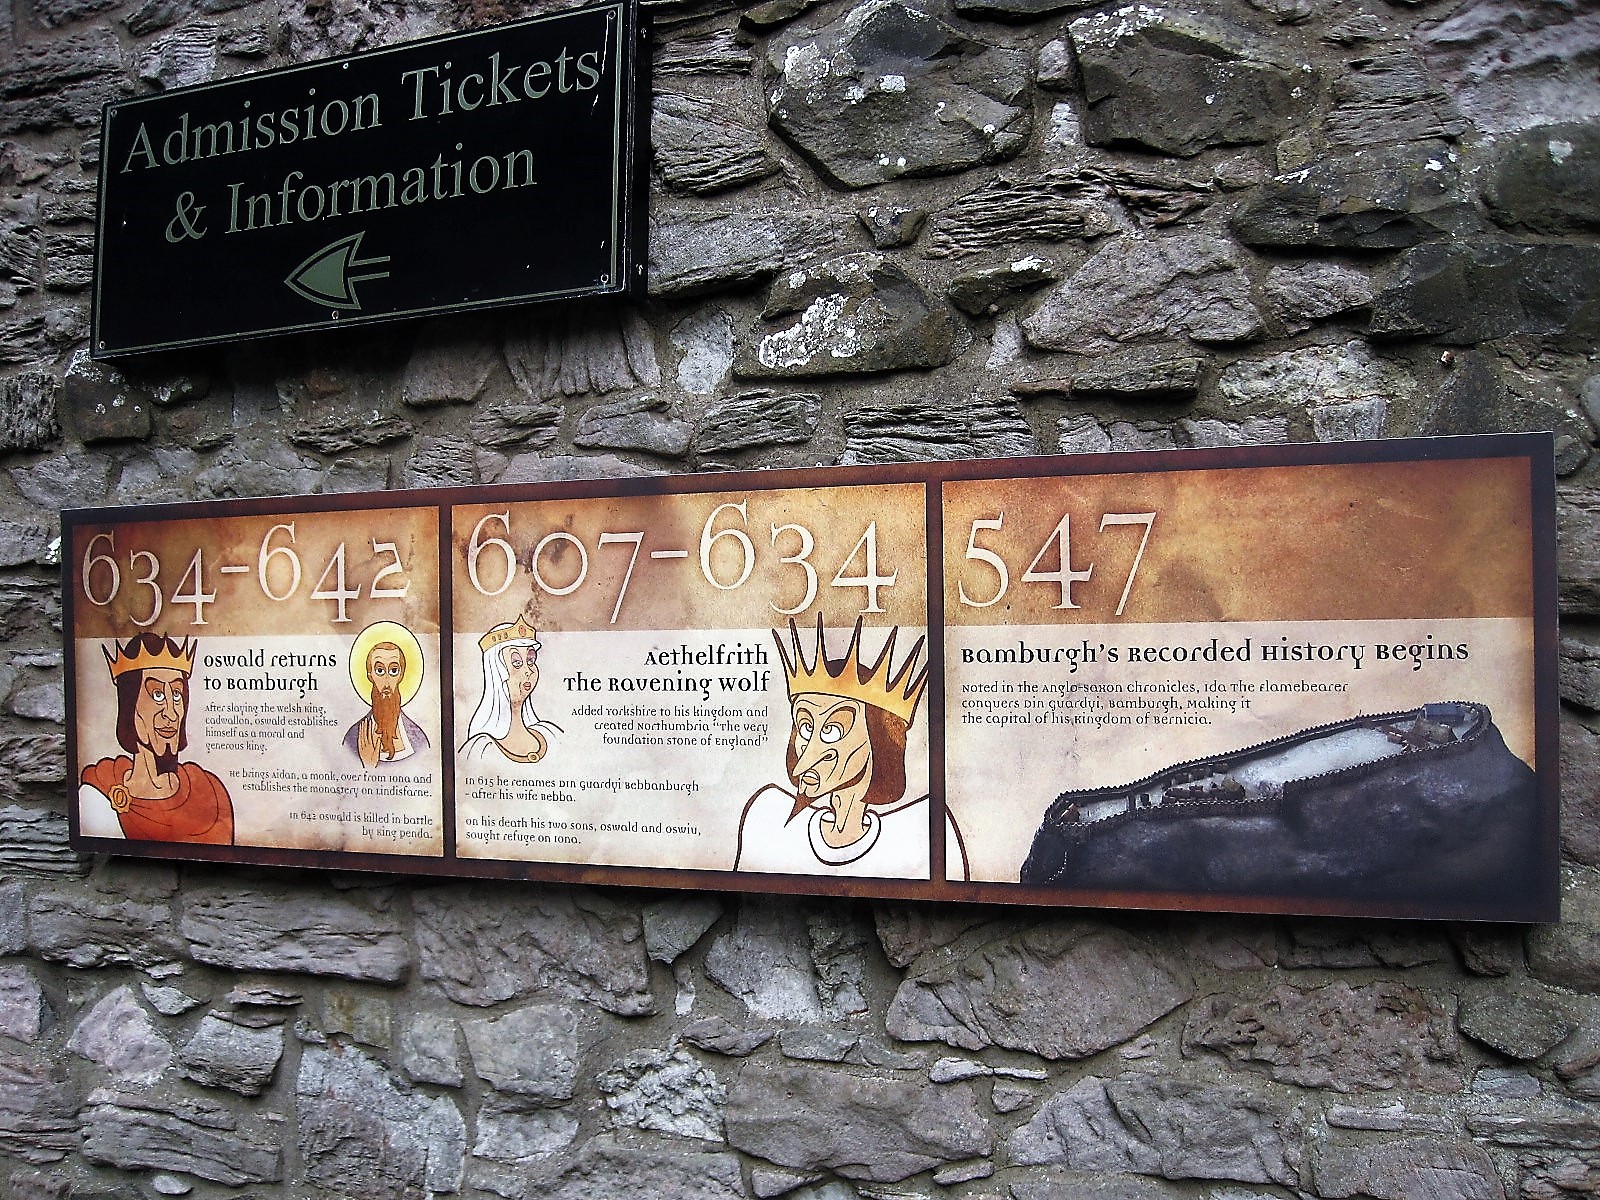 Admission Tickets
& Information
634-642
Oswald returns
to Bamburgh
After slaying the Welsh King,
Cadwallon, Oswald establishes
himself as a moral and
generous king.
He brings Aidan, a monk, over from Iona and
establishes the monastery on Lindisfarne.
In 642 Oswald is killed in battle
by King Penda.
607-634
Aethelfrith
The Ravening Wolf
Added Yorkshire to his kingdom and
created Northumbria "The very
foundation stone of England"
In 615 he renames Din Guardyi Bebbanburgh
- after his wife Bebba.
On his death his two sons, Oswald and Oswiu,
sought refuge on Iona.
547
Bamburgh's Recorded History Begins
Noted in the Anglo-Saxon Chronicles, Ida The Flamebearer
conquers Din Guardyi, Bamburgh, Making it
the capital of his Kingdom of Bernicia.